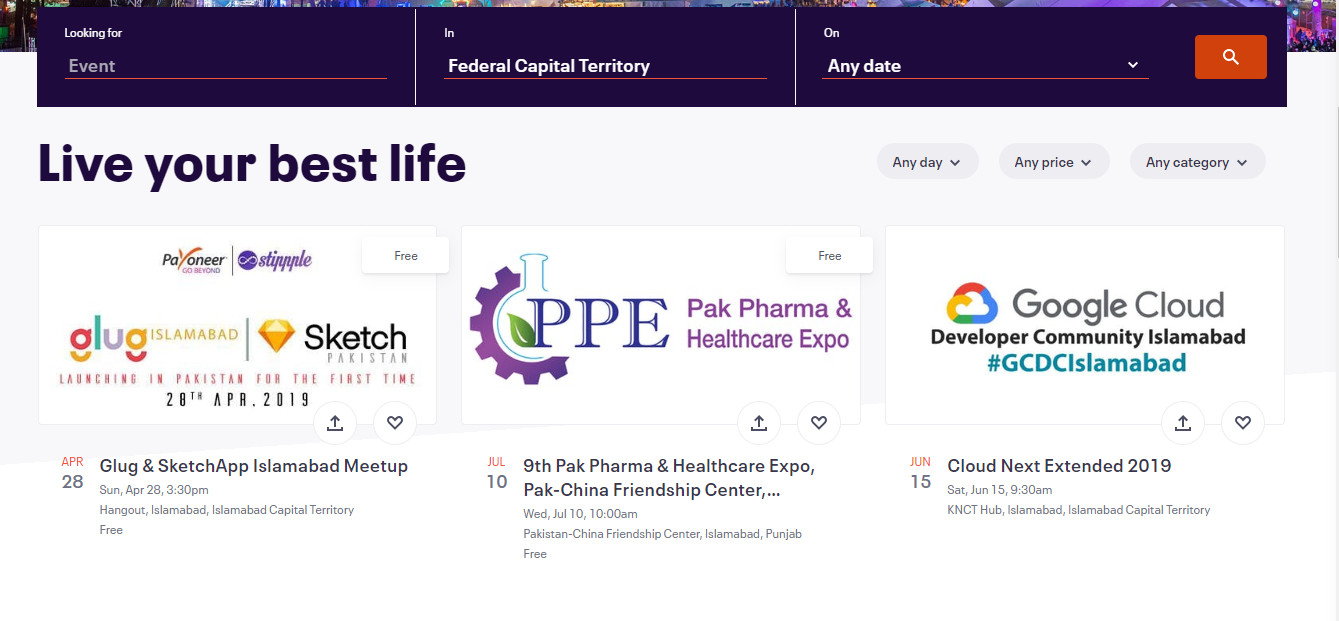 Looking for
In
On
Event
Federal Capital Territory
Any date
Live your best life
Any day
Any price
Any category
Payoneer
GO BEYOND
stippple
Free
glug ISLAMABAD
Sketch
PAKISTAN
LAUNCHING IN PAKISTAN FOR THE FIRST TIME
28TH APR, 2019
Free
PPE
Pak Pharma &
Healthcare Expo
Google Cloud
Developer Community Islamabad
#GCDCIslamabad
APR
28
Glug & SketchApp Islamabad Meetup
Sun, Apr 28, 3:30pm
Hangout, Islamabad, Islamabad Capital Territory
Free
JUL
10
9th Pak Pharma & Healthcare Expo,
Pak-China Friendship Center,...
Wed, Jul 10, 10:00am
Pakistan-China Friendship Center, Islamabad, Punjab
Free
JUN
15
Cloud Next Extended 2019
Sat, Jun 15, 9:30am
KNCT Hub, Islamabad, Islamabad Capital Territory